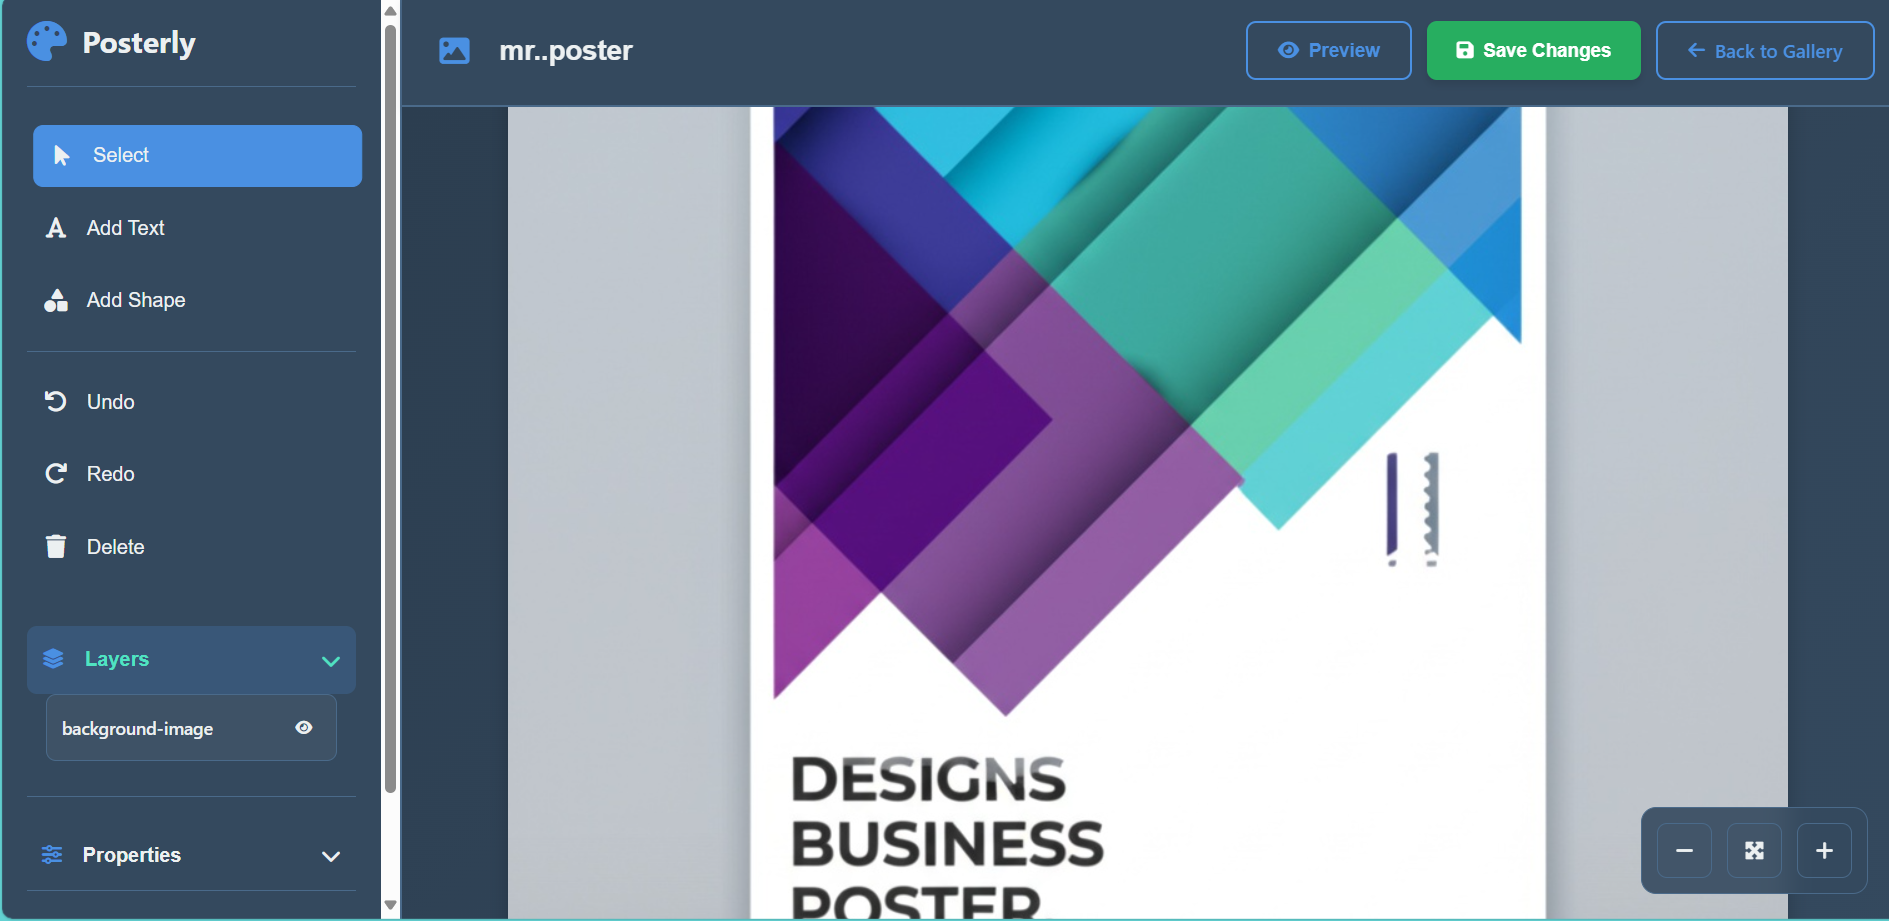 Posterly
mr..poster
Preview
Save Changes
Back to Gallery
Select
Add Text
Add Shape
Undo
Redo
Delete
Layers
background-image
Properties
DESIGNS
BUSINESS
POSTER.